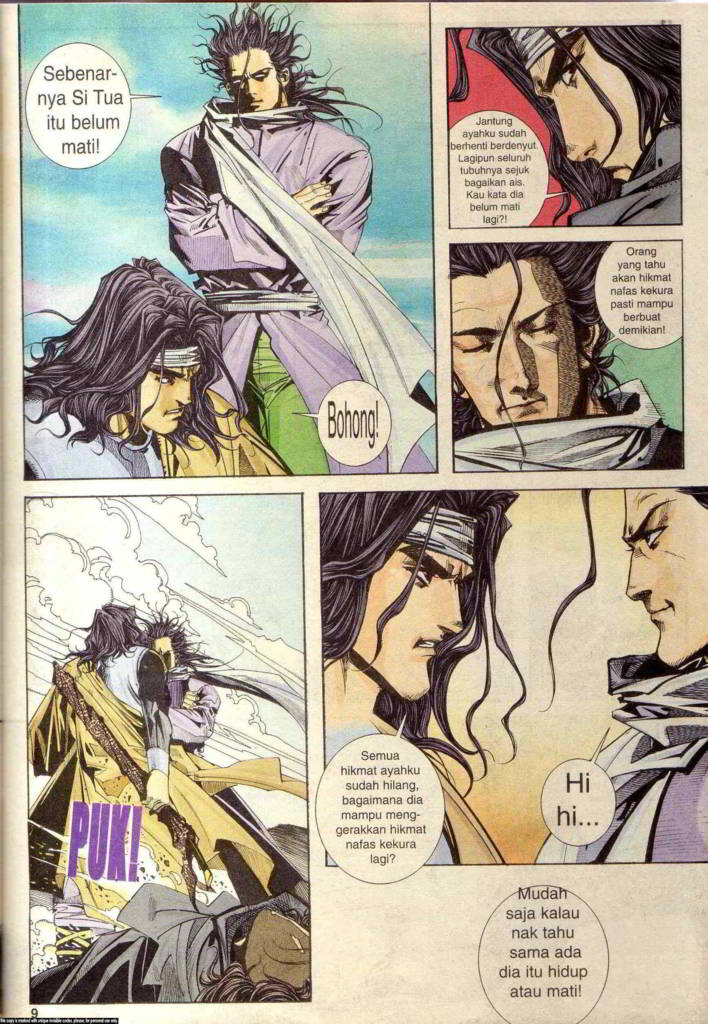 Sebenar-
nya Si Tua
itu belum
mati!
Bohong!
Jantung
ayahku sudah
berhenti berdenyut.
Lagipun seluruh
tubuhnya sejuk
bagaikan ais.
Kau kata dia
belum mati
lagi?!
Orang
yang tahu
akan hikmat
nafas kekura
pasti mampu
berbuat
demikian!
PUK!
Semua
hikmat ayahku
sudah hilang,
bagaimana dia
mampu meng-
gerakkan hikmat
nafas kekura
lagi?
Hi
hi...
Mudah
saja kalau
nak tahu
sama ada
dia itu hidup
atau mati!
9